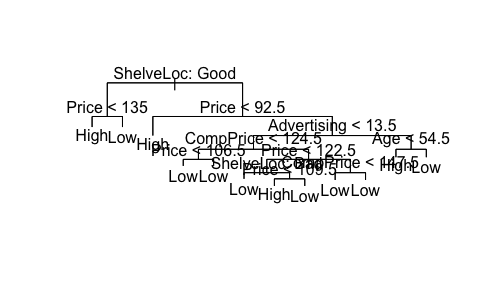 ShelveLoc: Good
Price < 135
Price < 92.5
High
Low
High
Advertising < 13.5
CompPrice < 124.5
Age < 54.5
Price < 106.5
Price < 122.5
High
Low
Low
Low
CompPrice < 147.5
Price < 109.5
Low
High
Low
Low
Low